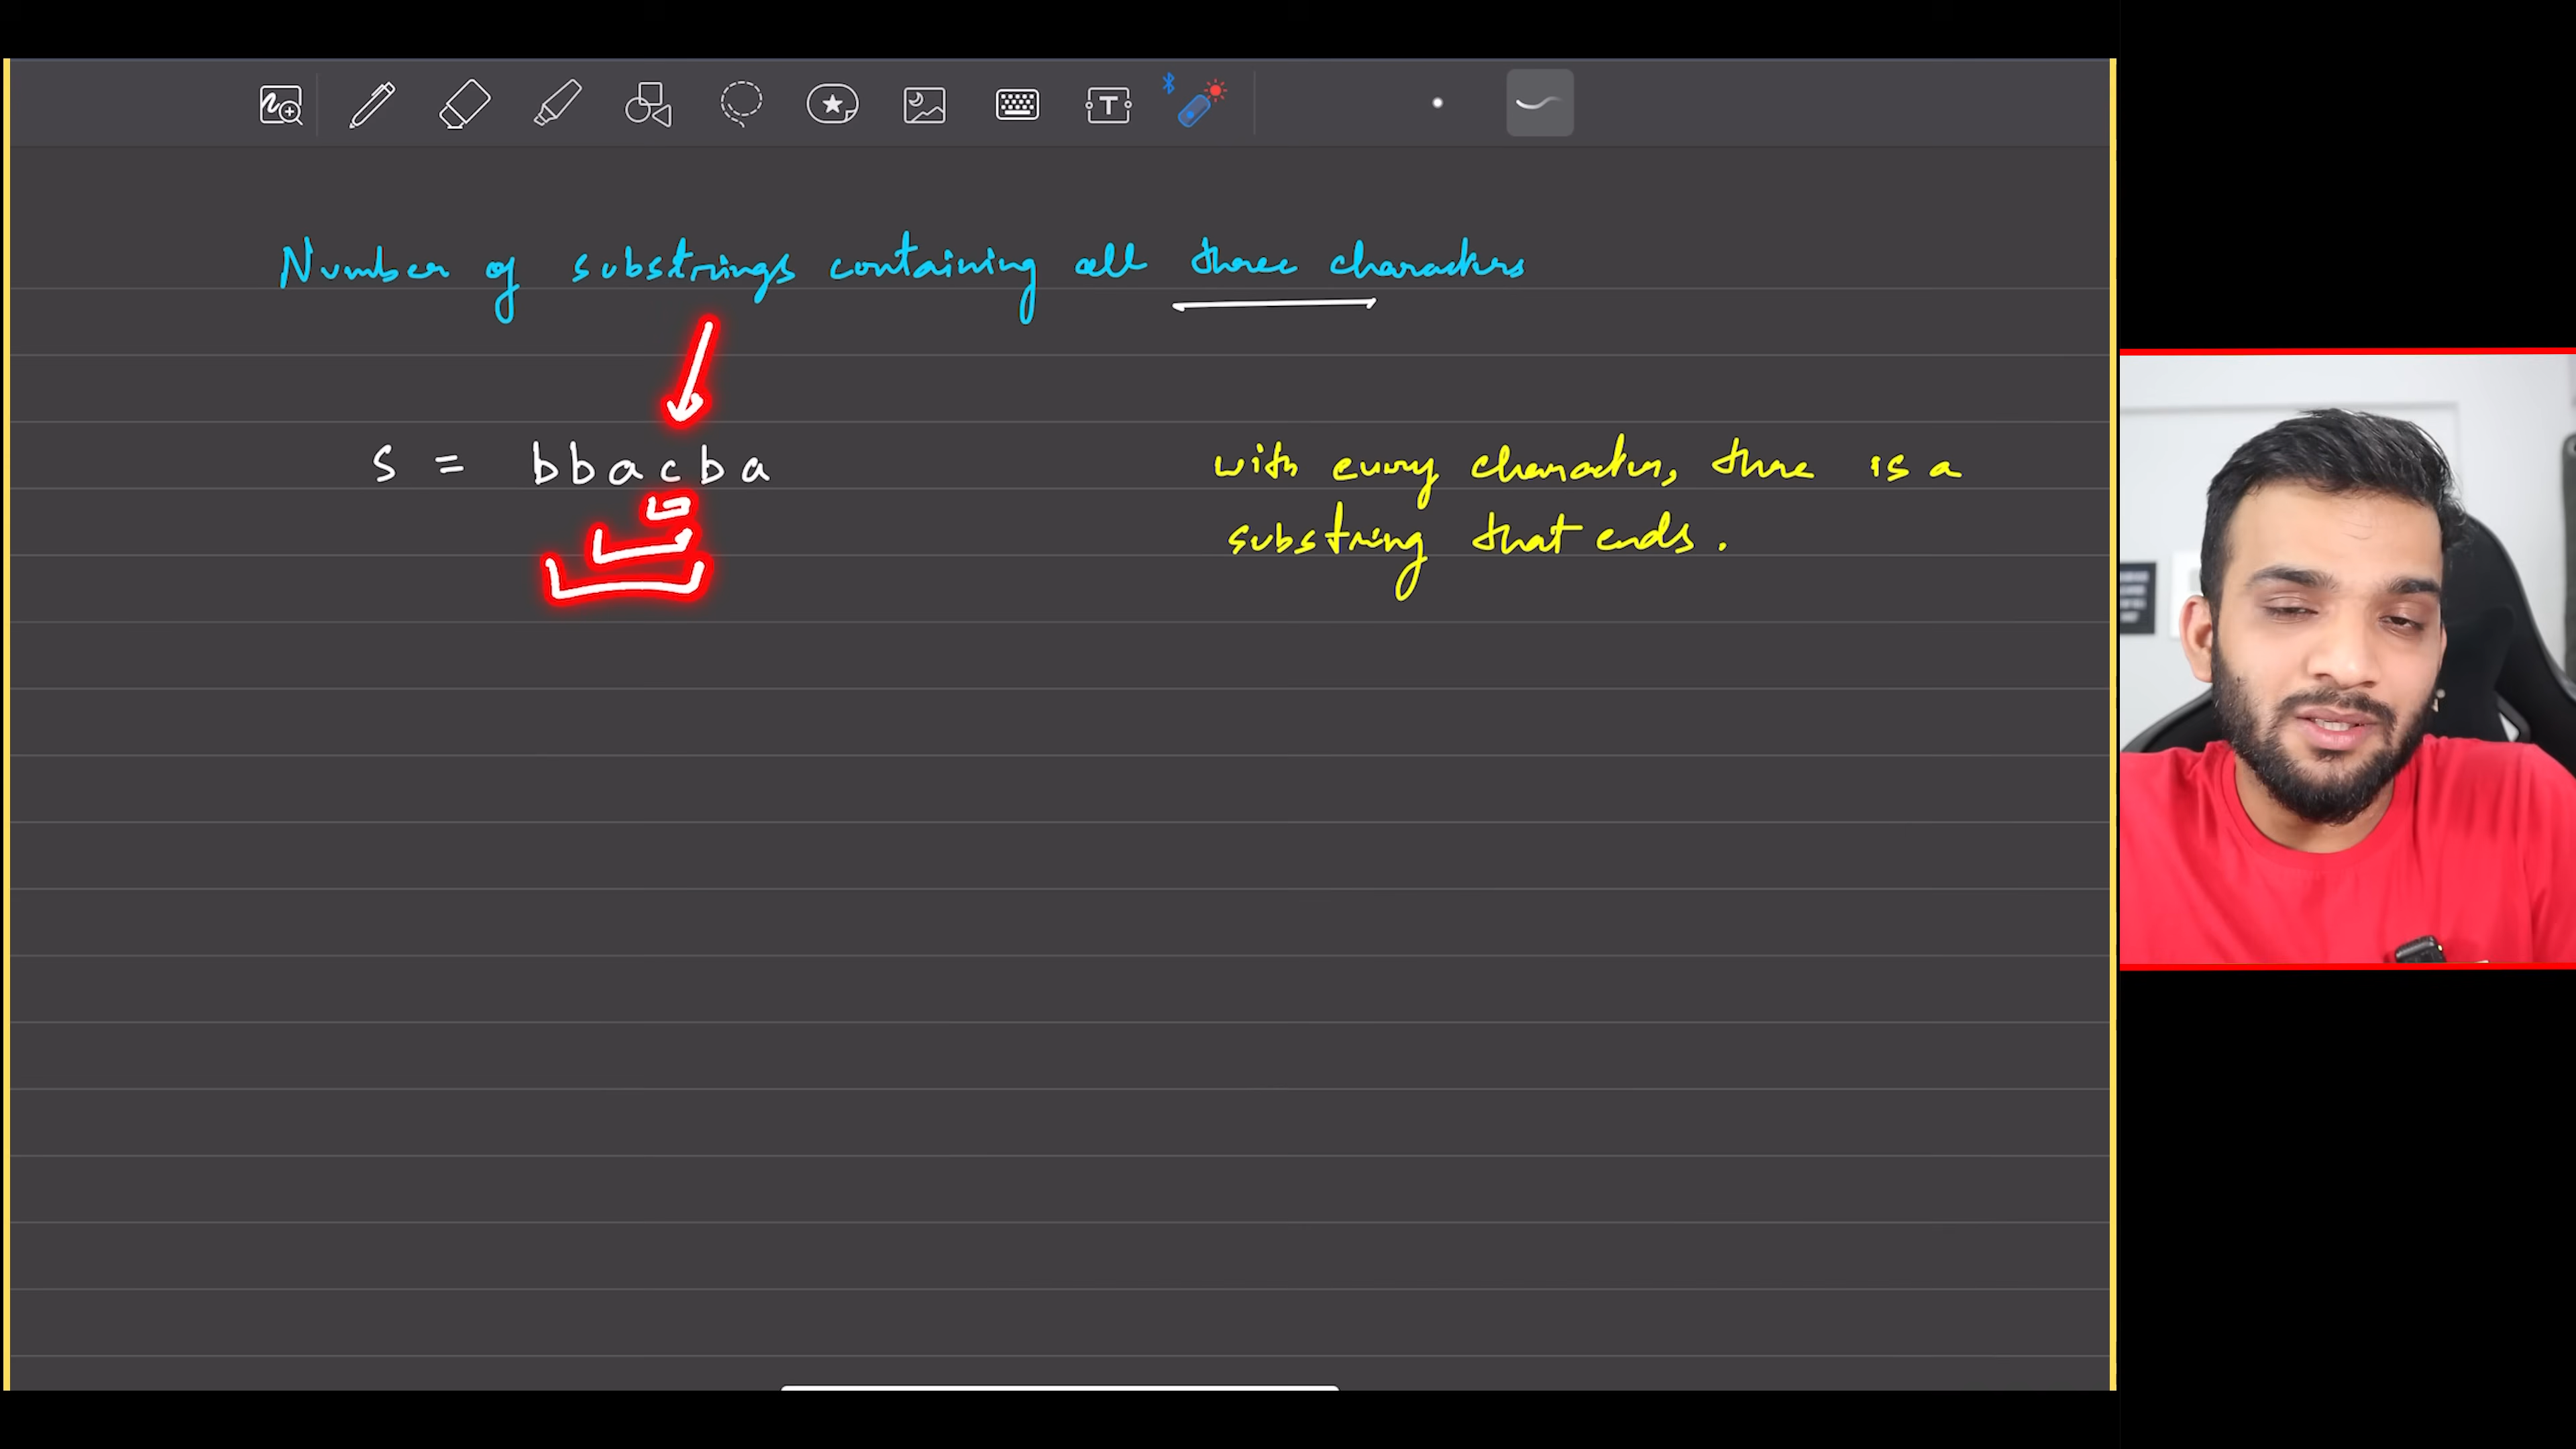 Number of substrings containing all three characters
s = bbacba
with every character, there is a
substring that ends.